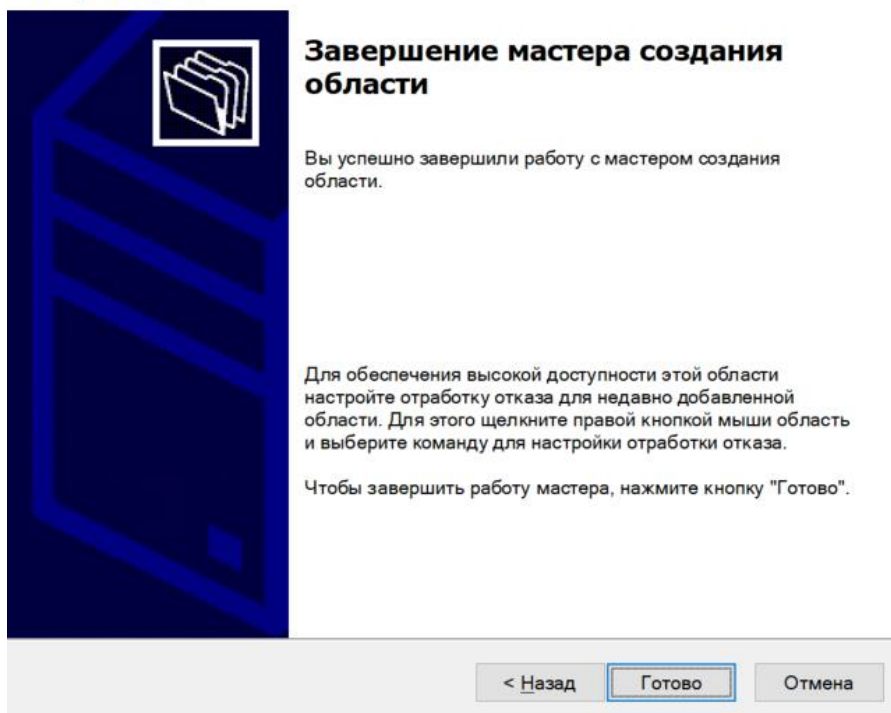 Завершение мастера создания
области
Вы успешно завершили работу с мастером создания
области.
Для обеспечения высокой доступности этой области
настройте отработку отказа для недавно добавленной
области. Для этого щелкните правой кнопкой мыши область
и выберите команду для настройки отработки отказа.
Чтобы завершить работу мастера, нажмите кнопку "Готово".
< Назад Готово Отмена